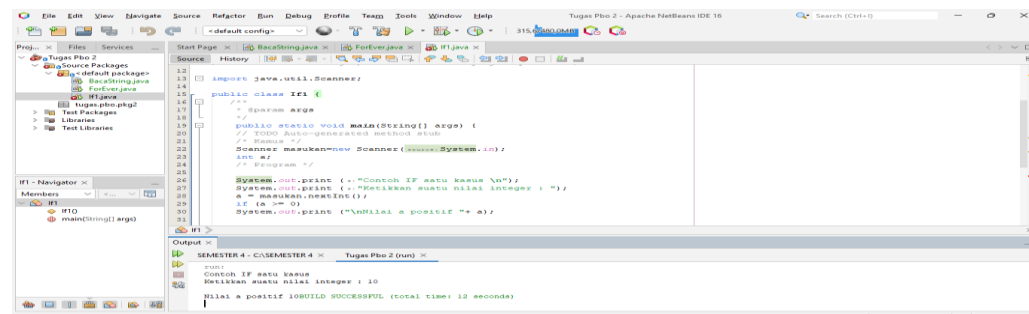 File Edit View Navigate Source Refactor Run Debug Profile Team Tools Window Help
Tugas Pbo 2 - Apache NetBeans IDE 16
Search (Ctrl+I)
<default config>
Proj... Files Services
Start Page BacaString.java ForEver.java If1.java
Source History
Tugas Pbo 2
Source Packages
<default package>
BacaString.java
ForEver.java
If1.java
tugas.pbo.pkg2
Test Packages
Libraries
Test Libraries
12
13 import java.util.Scanner;
14
15 public class If1 {
16 /**
17 * @param args
18 */
19 public static void main(String[] args) {
20 // TODO Auto-generated method stub
21 /* Kamus */
22 Scanner masukan=new Scanner( System.in);
23 int a;
24 /* Program */
25
26 System.out.print ( "Contoh IF satu kasus \n");
27 System.out.print ( "Ketikkan suatu nilai integer : ");
28 a = masukan.nextInt();
29 if (a >= 0)
30 System.out.print ("\nNilai a positif "+ a);
31
If1 - Navigator
Members
If1
If1()
main(String[] args)
If1
Output
SEMESTER 4 - C:\SEMESTER 4
Tugas Pbo 2 (run)
run:
Contoh IF satu kasus
Ketikkan suatu nilai integer : 10
Nilai a positif 10BUILD SUCCESSFUL (total time: 12 seconds)